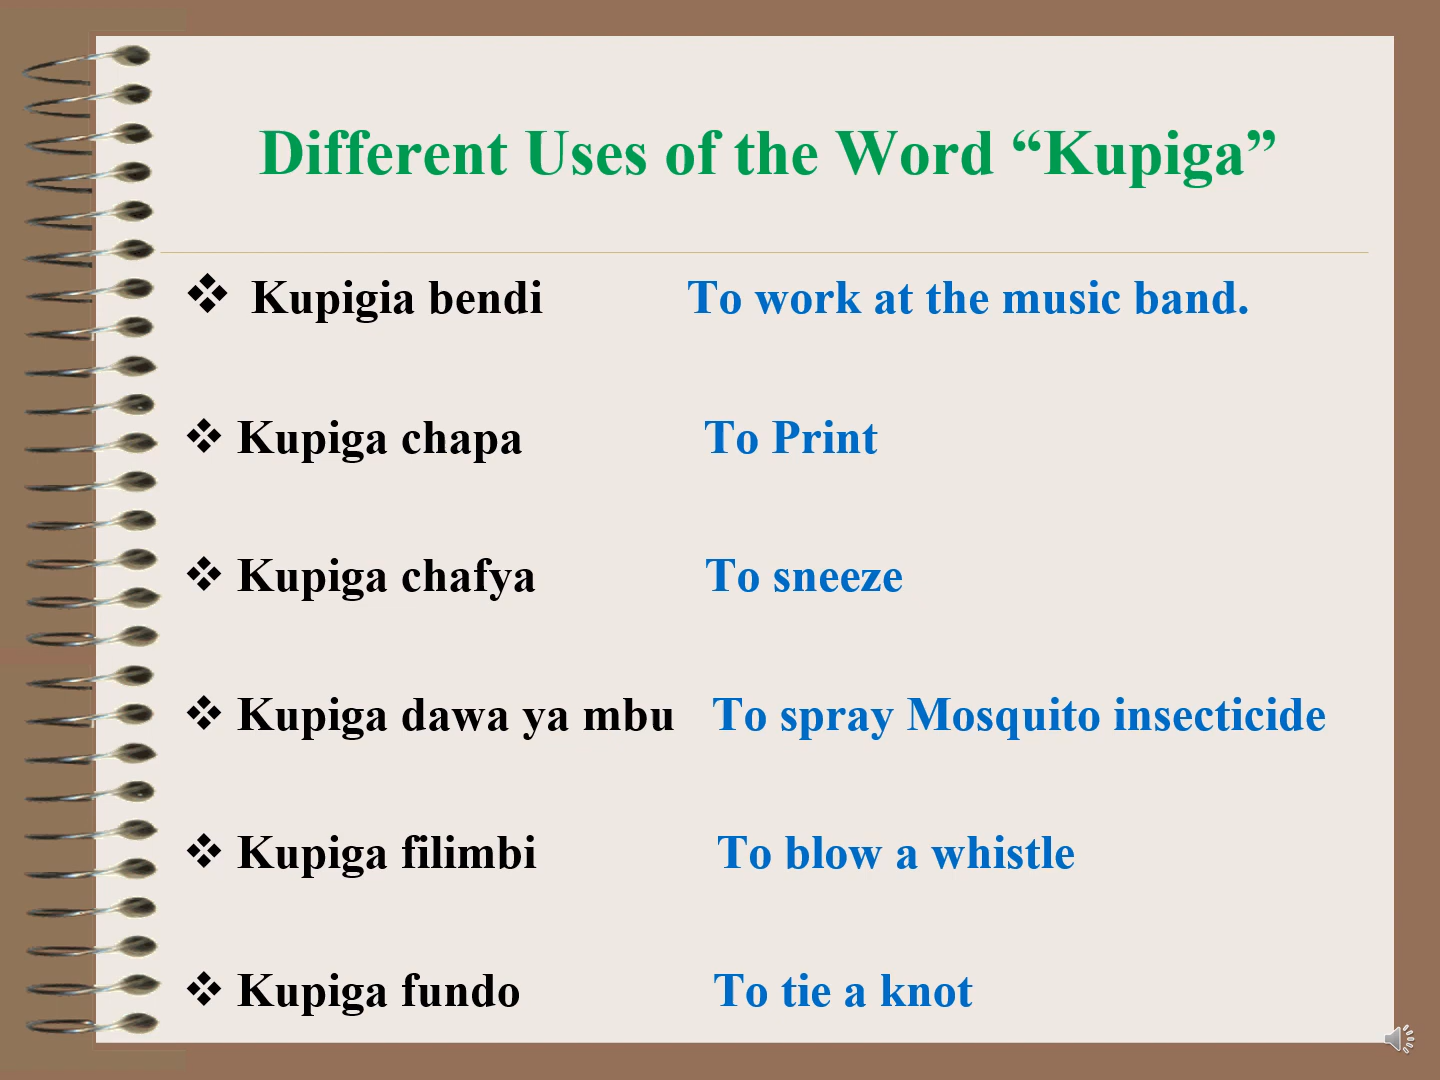 Different Uses of the Word “Kupiga”
❖ Kupigia bendi To work at the music band.
❖ Kupiga chapa To Print
❖ Kupiga chafya To sneeze
❖ Kupiga dawa ya mbu To spray Mosquito insecticide
❖ Kupiga filimbi To blow a whistle
❖ Kupiga fundo To tie a knot